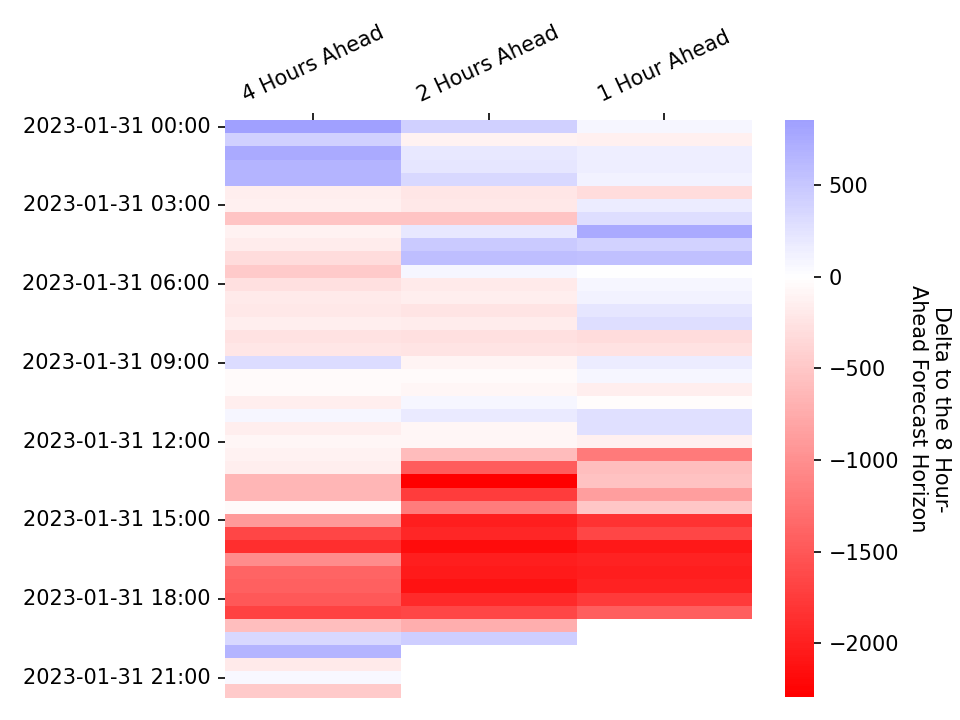 4 Hours Ahead
2 Hours Ahead
1 Hour Ahead
2023-01-31 00:00
2023-01-31 03:00
2023-01-31 06:00
2023-01-31 09:00
2023-01-31 12:00
2023-01-31 15:00
2023-01-31 18:00
2023-01-31 21:00
500
0
−500
−1000
−1500
−2000
Delta to the 8 Hour-
Ahead Forecast Horizon